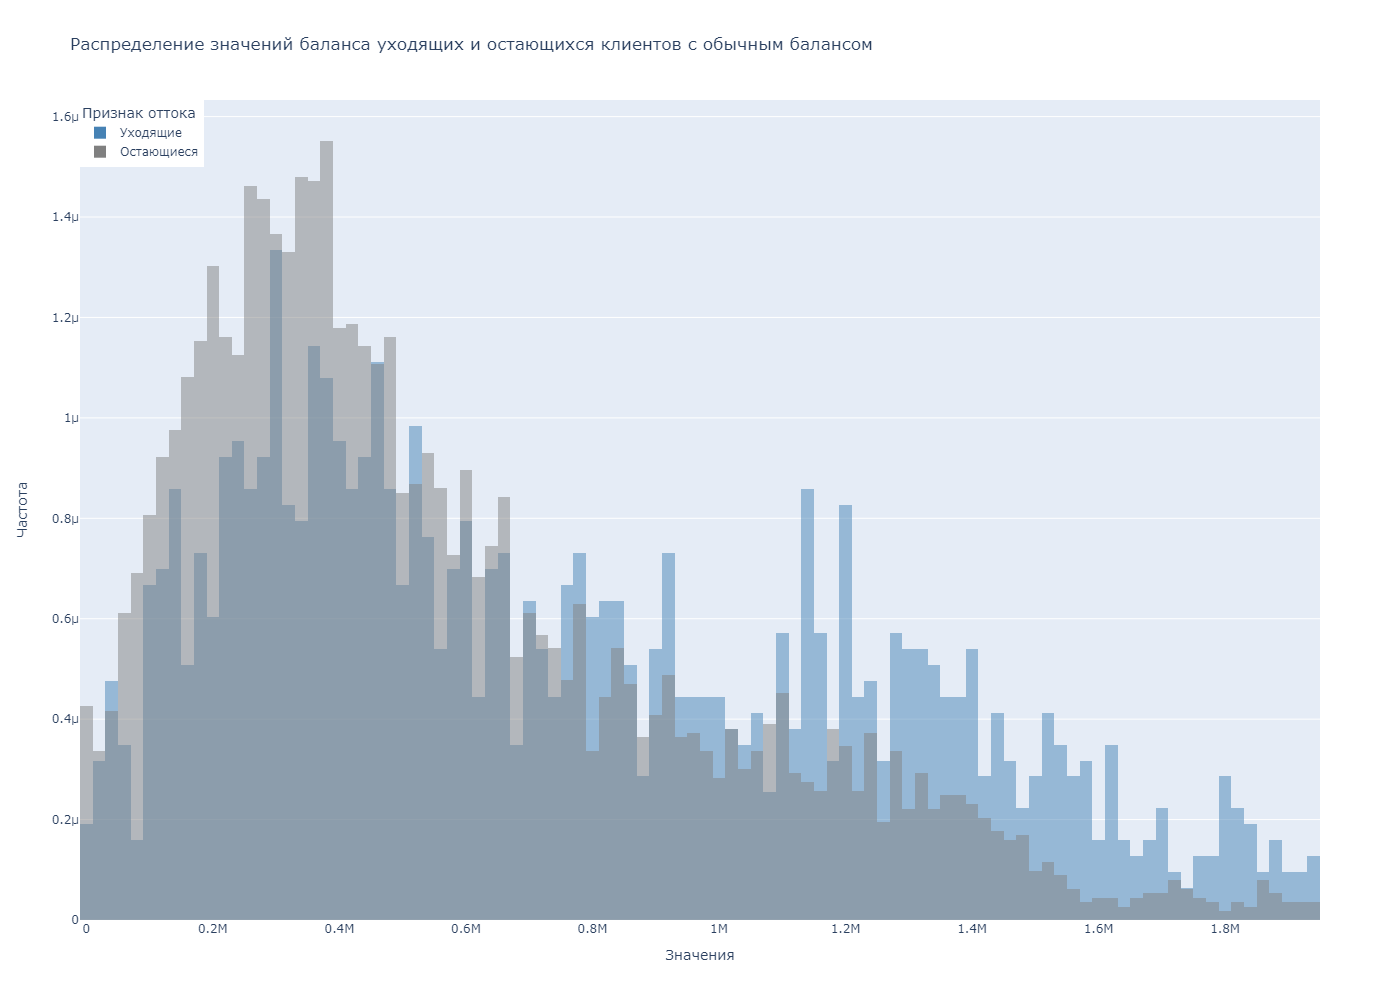 Распределение значений баланса уходящих и остающихся клиентов с обычным балансом
Признак оттока
Уходящие
Остающиеся
1.6μ
1.4μ
1.2μ
1μ
0.8μ
0.6μ
0.4μ
0.2μ
0
Частота
0 0.2M 0.4M 0.6M 0.8M 1M 1.2M 1.4M 1.6M 1.8M
Значения